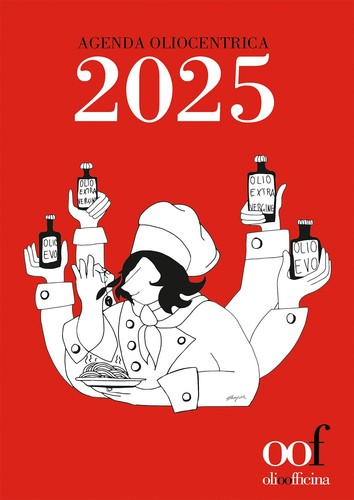 AGENDA OLIOCENTRICA
2025
OLIO
EXTRA
VERGINE
OLIO
EXTRA
VERGINE
OLIO
EVO
OLIO
EVO
oof
olioofficina